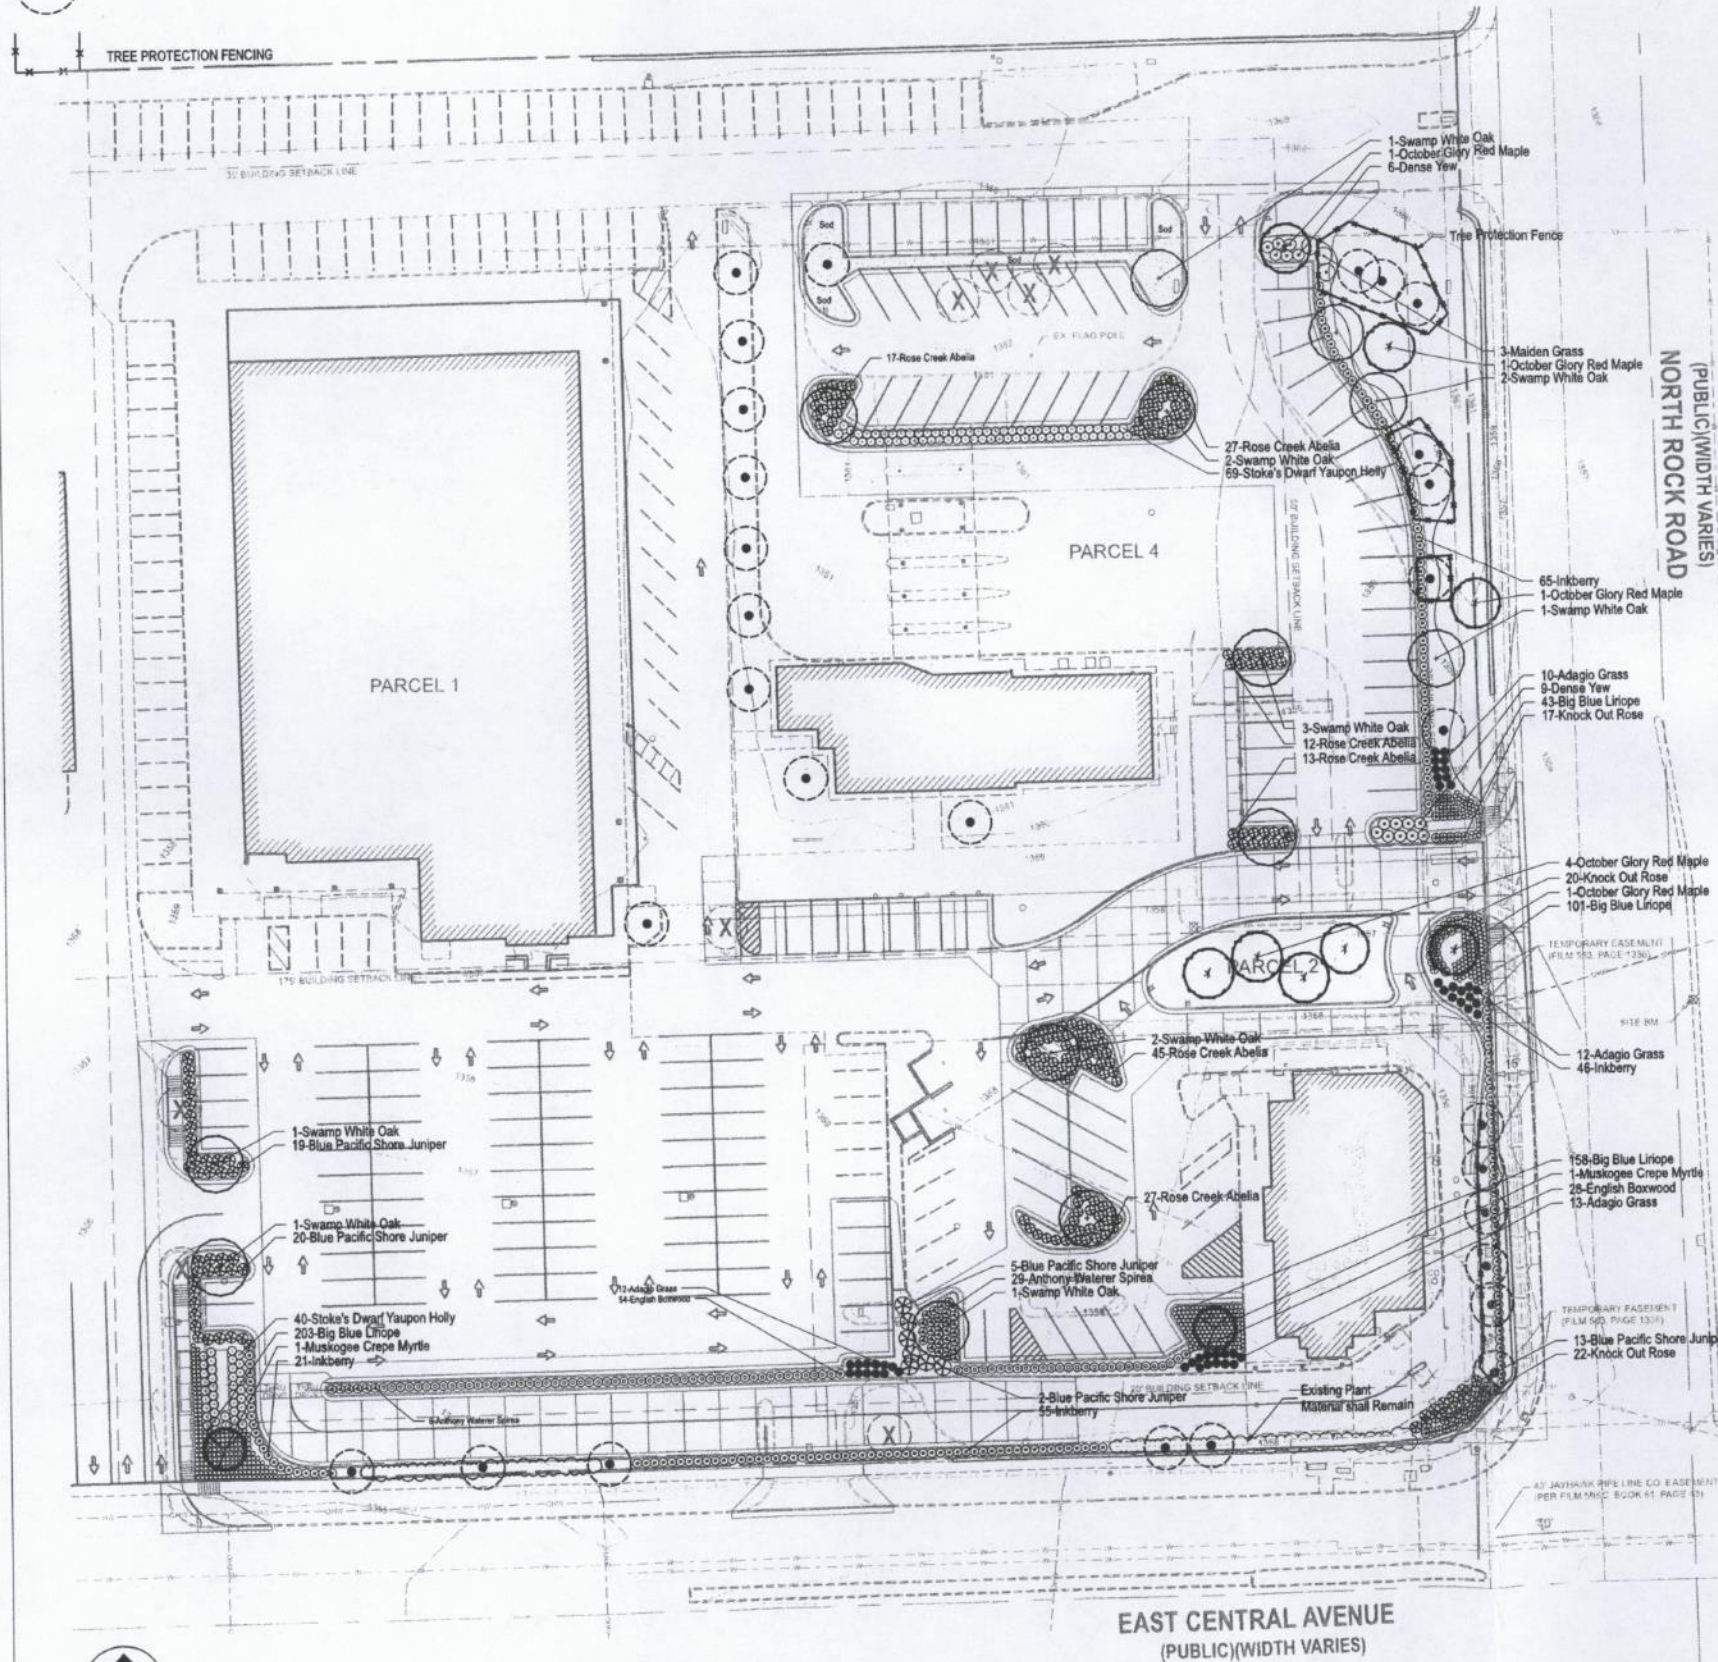 TREE PROTECTION FENCING
35' BUILDING SETBACK LINE
1-Swamp White Oak
1-October Glory Red Maple
6-Dense Yew
Sod
Sod
Sod
Sod
Tree Protection Fence
EX. FLAG POLE
17-Rose Creek Abelia
3-Maiden Grass
1-October Glory Red Maple
2-Swamp White Oak
NORTH ROCK ROAD
(PUBLIC)(WIDTH VARIES)
27-Rose Creek Abelia
2-Swamp White Oak
69-Stoke's Dwarf Yaupon Holly
PARCEL 4
BUILDING SETBACK LINE
65-Inkberry
1-October Glory Red Maple
1-Swamp White Oak
PARCEL 1
10-Adagio Grass
9-Dense Yew
43-Big Blue Liriope
17-Knock Out Rose
3-Swamp White Oak
12-Rose Creek Abelia
13-Rose Creek Abelia
4-October Glory Red Maple
20-Knock Out Rose
1-October Glory Red Maple
101-Big Blue Liriope
TEMPORARY EASEMENT
PARCEL 2
175' BUILDING SETBACK LINE
SITE BM
2-Swamp White Oak
45-Rose Creek Abelia
12-Adagio Grass
46-Inkberry
1-Swamp White Oak
19-Blue Pacific Shore Juniper
158-Big Blue Liriope
1-Muskogee Crepe Myrtle
28-English Boxwood
13-Adagio Grass
27-Rose Creek Abelia
1-Swamp White Oak
20-Blue Pacific Shore Juniper
5-Blue Pacific Shore Juniper
29-Anthony Waterer Spirea
1-Swamp White Oak
12-Adagio Grass
54-English Boxwood
40-Stoke's Dwarf Yaupon Holly
203-Big Blue Liriope
1-Muskogee Crepe Myrtle
21-Inkberry
TEMPORARY EASEMENT
13-Blue Pacific Shore Junip
22-Knock Out Rose
BUILDING SETBACK LINE
2-Blue Pacific Shore Juniper
55-Inkberry
Existing Plant
Material shall Remain
6-Anthony Waterer Spirea
JAYHAWK PIPE LINE CO. EASEMENT
EAST CENTRAL AVENUE
(PUBLIC)(WIDTH VARIES)